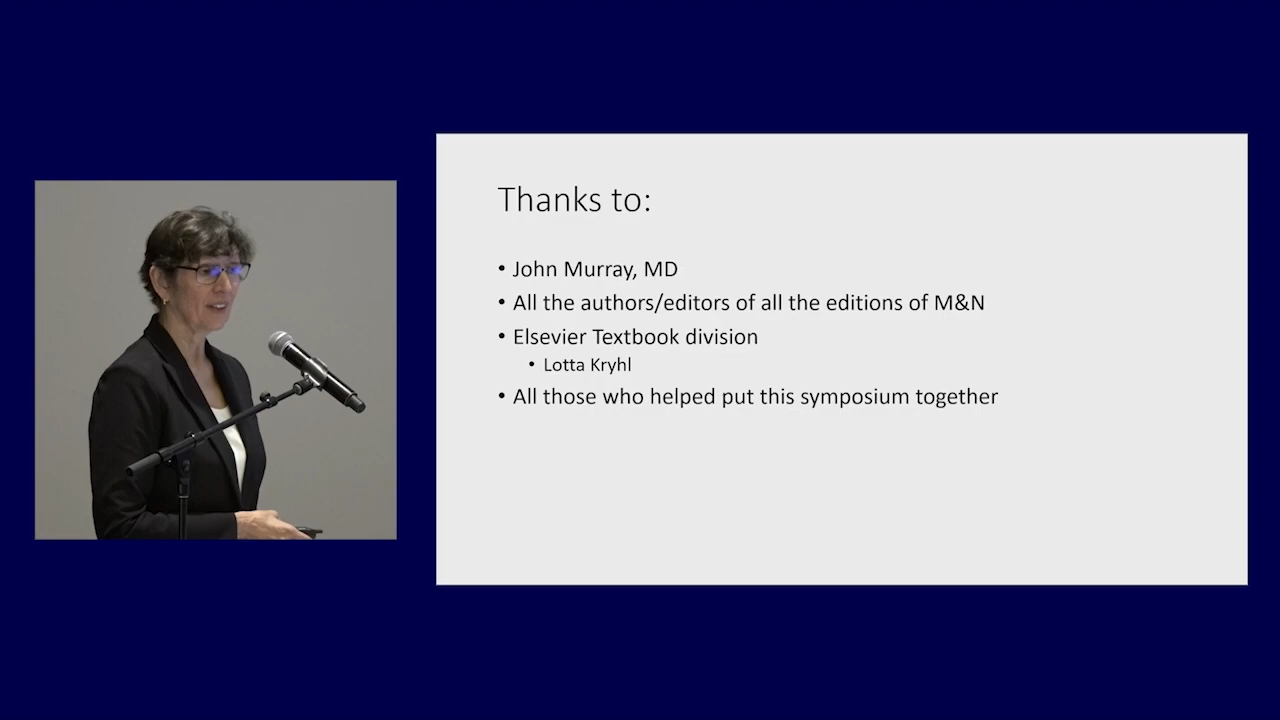 Thanks to:
• John Murray, MD
• All the authors/editors of all the editions of M&N
• Elsevier Textbook division
• Lotta Kryhl
• All those who helped put this symposium together